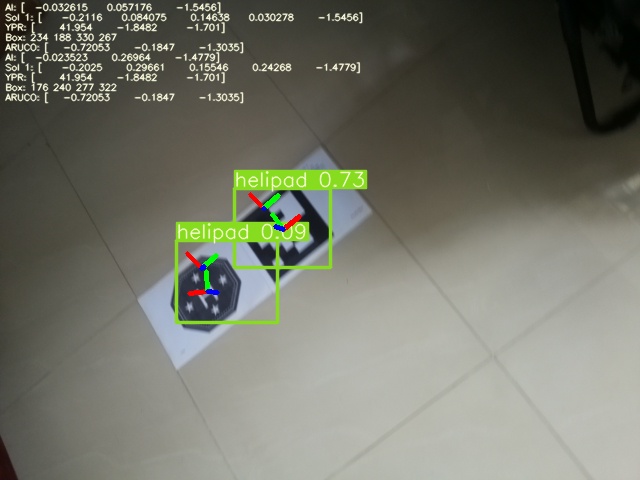 AI: [ -0.032615 0.057176 -1.5456]
Sol 1: [ -0.2116 0.084075 0.14638 0.030278 -1.5456]
YPR: [ 41.954 -1.8482 -1.701]
Box: 234 188 330 267
ARUCO: [ -0.72053 -0.1847 -1.3035]
AI: [ -0.023523 0.26964 -1.4779]
Sol 1: [ -0.2025 0.29661 0.15546 0.24268 -1.4779]
YPR: [ 41.954 -1.8482 -1.701]
Box: 176 240 277 322
ARUCO: [ -0.72053 -0.1847 -1.3035]
helipad 0.73
helipad 0.09